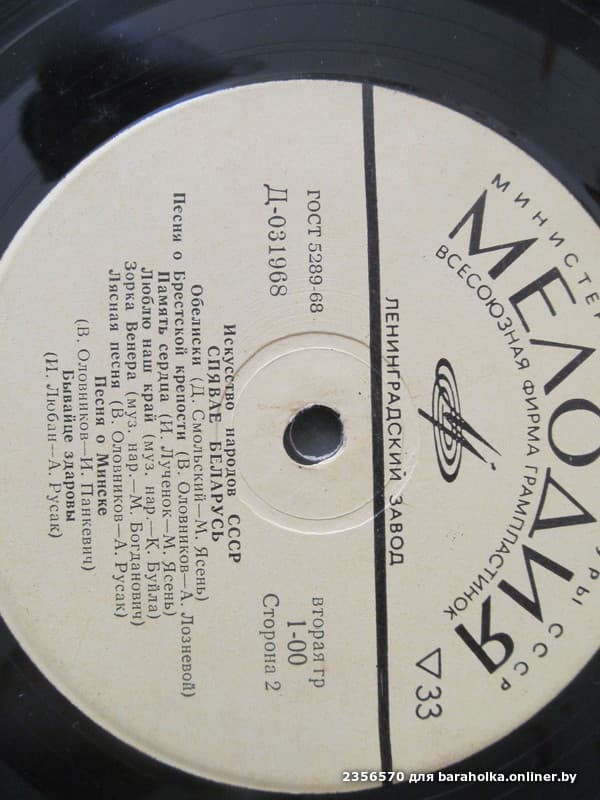 МИНИСТЕР
РЫ СССР
МЕЛОДИЯ
ВСЕСОЮЗНАЯ ФИРМА ГРАМПЛАСТИНОК
33
ЛЕНИНГРАДСКИЙ ЗАВОД
ГОСТ 5289-68
вторая гр
Д-031968
1-00
Сторона 2
Искусство народов СССР
СПЯВАЕ БЕЛАРУСЬ
Обелиски (Д. Смольский—М. Ясень)
Песня о Брестской крепости (В. Оловников—А. Лозневой)
Память сердца (И. Лученок—М. Ясень)
Люблю наш край (муз. нар.—К. Буйла)
Зорка Венера (муз. нар.—М. Богданович)
Лясная песня (В. Оловников—А. Русак)
Песня о Минске
(В. Оловников—И. Панкевич)
Бывайце здаровы
(И. Любан—А. Русак)
2356570 для baraholka.onliner.by